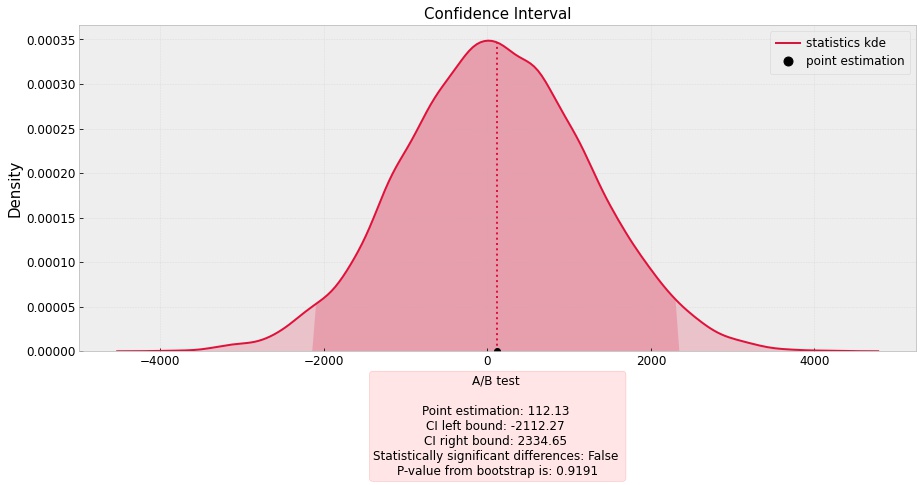 Confidence Interval
statistics kde
point estimation
Density
0.00035
0.00030
0.00025
0.00020
0.00015
0.00010
0.00005
0.00000
−4000
−2000
0
2000
4000
A/B test
Point estimation: 112.13
CI left bound: -2112.27
CI right bound: 2334.65
Statistically significant differences: False
P-value from bootstrap is: 0.9191